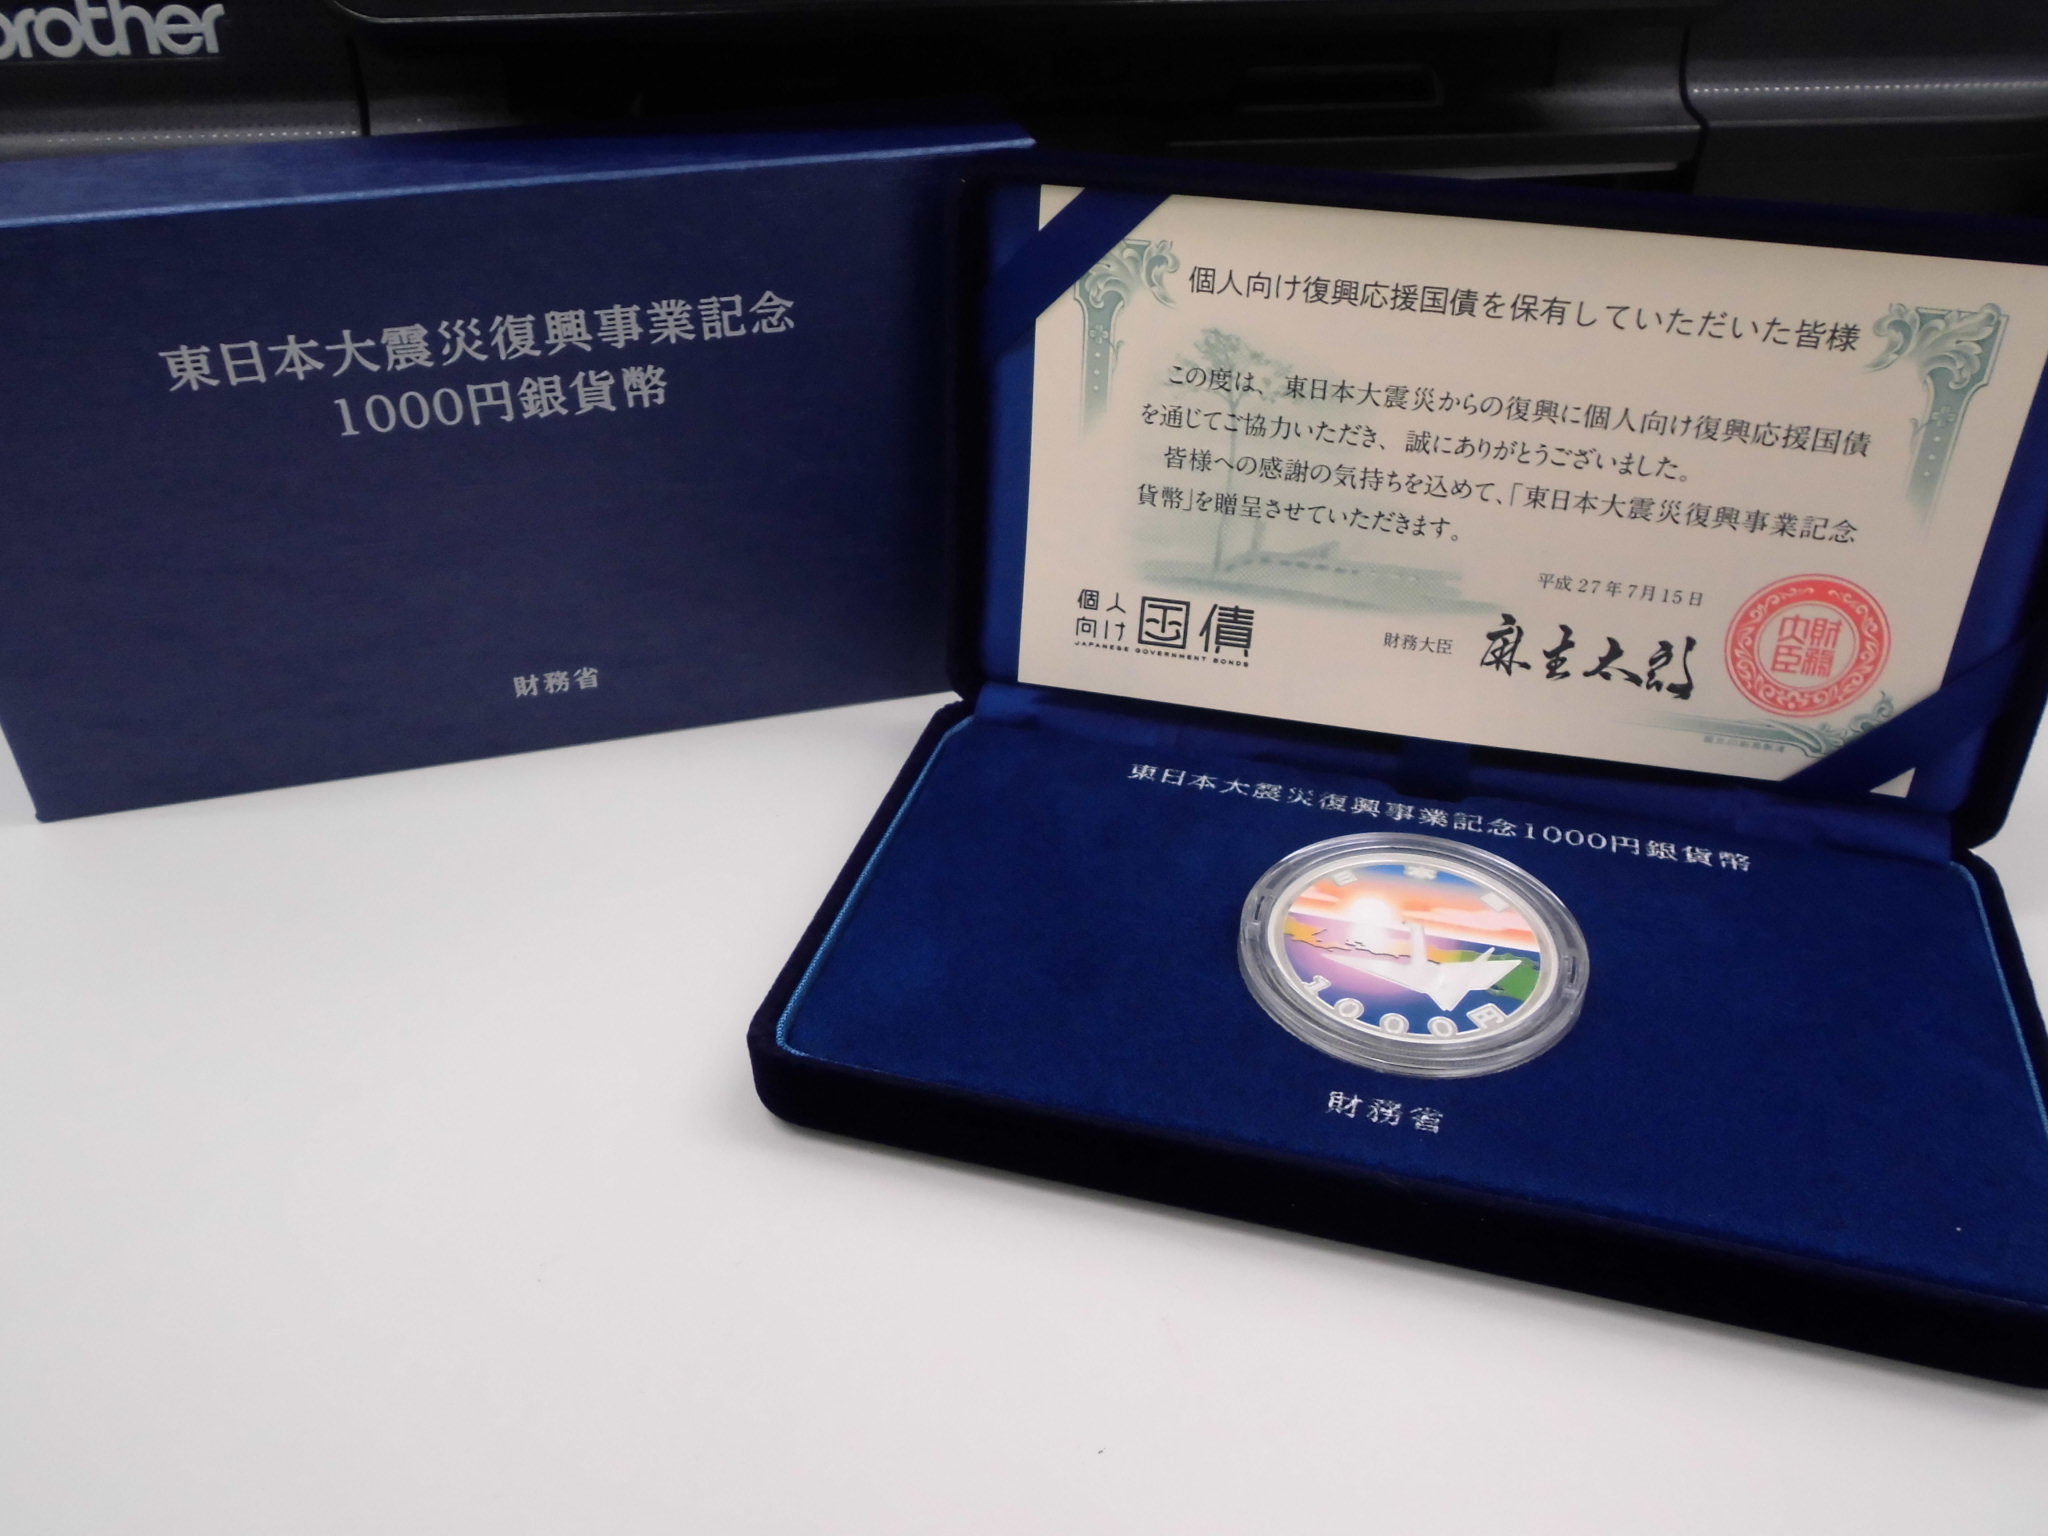 brother
東日本大震災復興事業記念
1000円銀貨幣
財務省
個人向け復興応援国債を保有していただいた皆様
この度は、東日本大震災からの復興に個人向け復興応援国債
を通じてご協力いただき、誠にありがとうございました。
皆様への感謝の気持ちを込めて、「東日本大震災復興事業記念
貨幣」を贈呈させていただきます。
平成27年7月15日
個人
向け国債
JAPANESE GOVERNMENT BONDS
財務大臣 麻生太郎
財務大臣
東日本大震災復興事業記念1000円銀貨幣
日本国
1000円
財務省